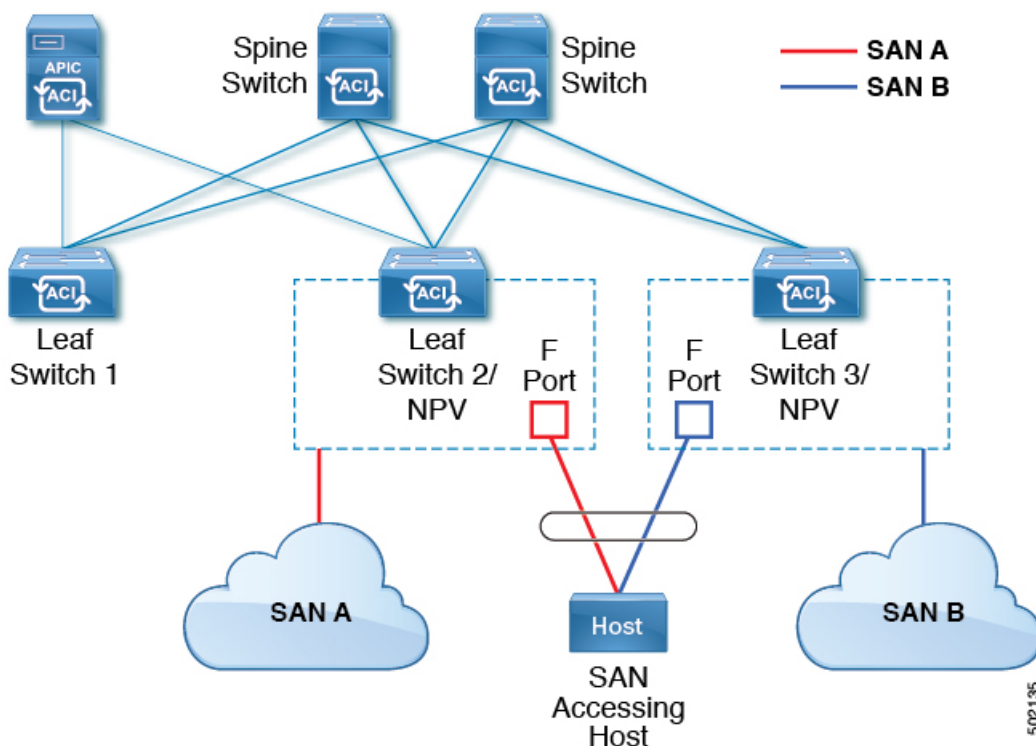 APIC
ACI
Spine
Switch
ACI
ACI
Spine
Switch
SAN A
SAN B
ACI
Leaf
Switch 1
ACI
Leaf
Switch 2/
NPV
F
Port
F
Port
ACI
Leaf
Switch 3/
NPV
SAN A
Host
SAN
Accessing
Host
SAN B
502135